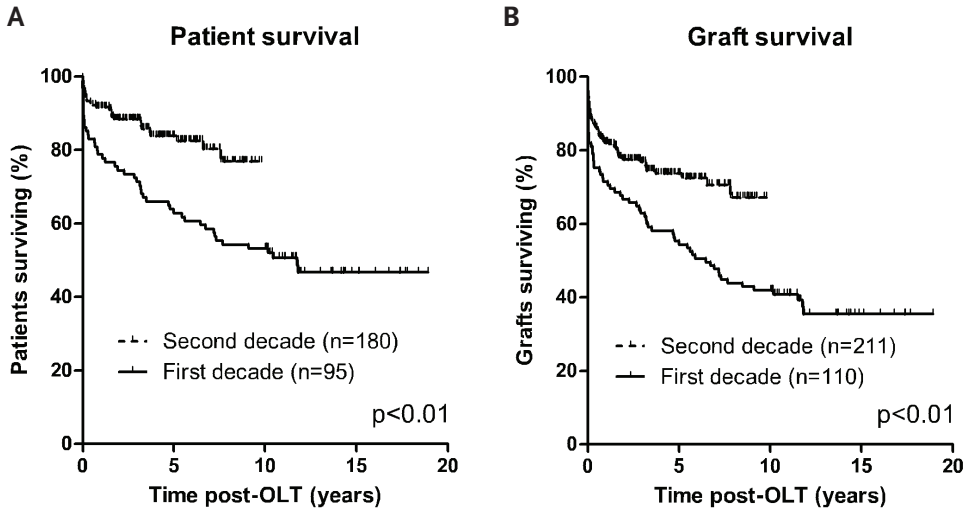 A
Patient survival
100
80
60
40
20
0
Patients surviving (%)
Second decade (n=180)
First decade (n=95)
p<0.01
0 5 10 15 20
Time post-OLT (years)
B
Graft survival
100
80
60
40
20
0
Grafts surviving (%)
Second decade (n=211)
First decade (n=110)
p<0.01
0 5 10 15 20
Time post-OLT (years)